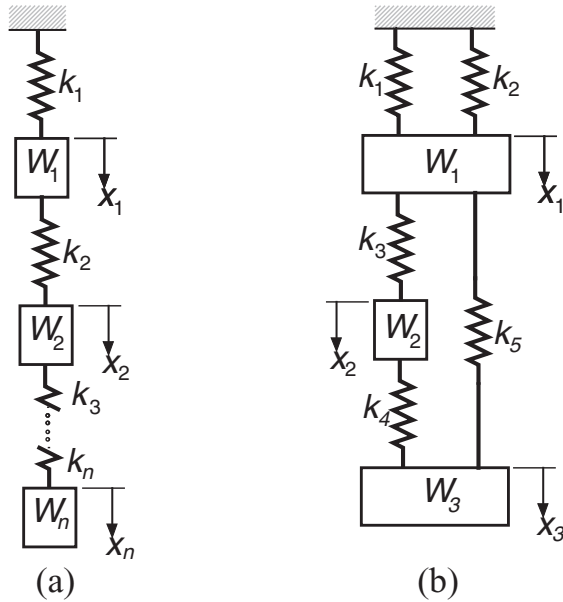 k₁
W₁
x₁
k₂
W₂
x₂
k₃
kₙ
Wₙ
xₙ
(a)
k₁
k₂
W₁
x₁
k₃
W₂
x₂
k₅
k₄
W₃
x₃
(b)